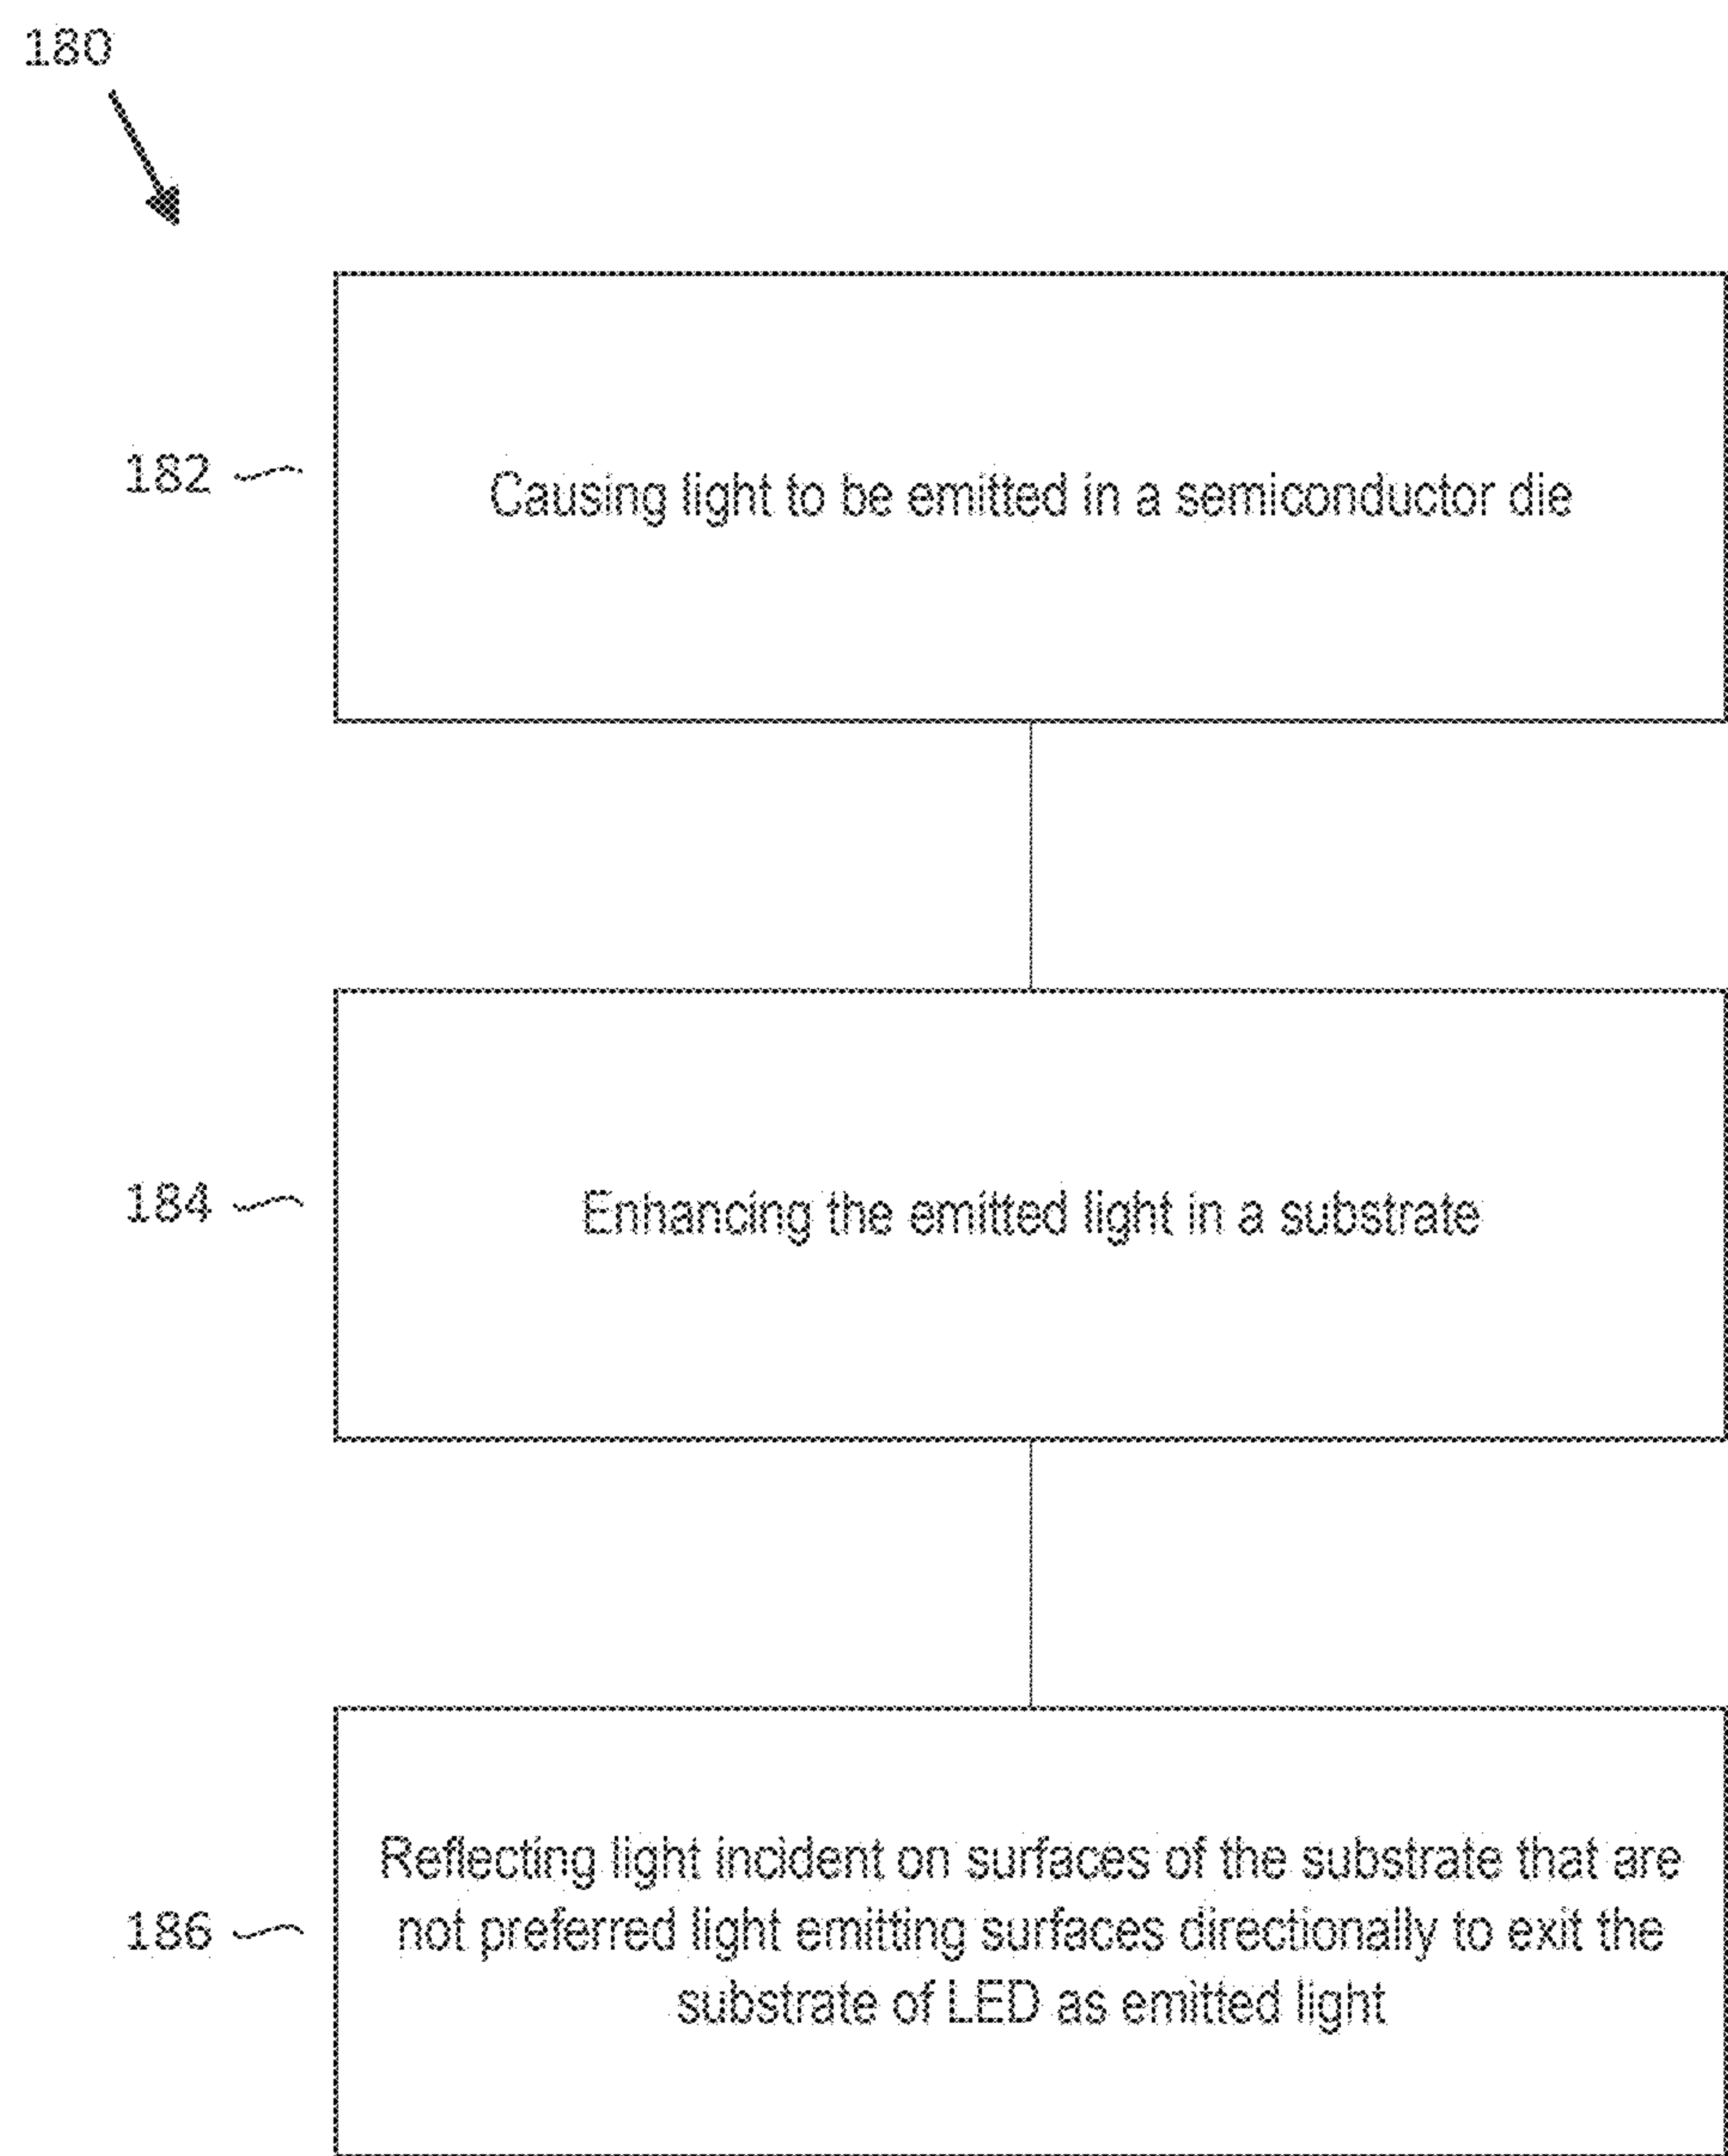 180
182
Causing light to be emitted in a semiconductor die
184
Enhancing the emitted light in a substrate
186
Reflecting light incident on surfaces of the substrate that are
not preferred light emitting surfaces directionally to exit the
substrate of LED as emitted light